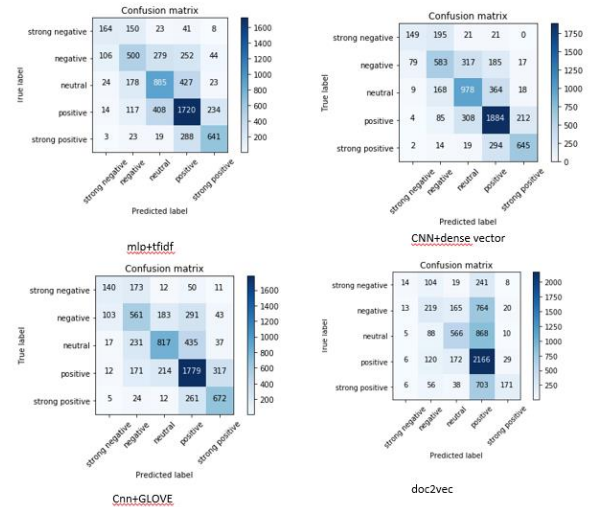 Confusion matrix
strong negative 164 150 23 41 8
negative 106 500 279 252 44
neutral 24 178 885 427 23
positive 14 117 408 1720 234
strong positive 3 23 19 288 641
strong negative negative neutral positive strong positive
Predicted label
True label
1600
1400
1200
1000
800
600
400
200
mlp+tfidf
Confusion matrix
strong negative 149 195 21 21 0
negative 79 583 317 185 17
neutral 9 168 978 364 18
positive 4 85 308 1884 212
strong positive 2 14 19 294 645
strong negative negative neutral positive strong positive
Predicted label
True label
1750
1500
1250
1000
750
500
250
0
CNN+dense vector
Confusion matrix
strong negative 140 173 12 50 11
negative 103 561 183 291 43
neutral 17 231 817 435 37
positive 12 171 214 1779 317
strong positive 5 24 12 261 672
strong negative negative neutral positive strong positive
Predicted label
True label
1600
1400
1200
1000
800
600
400
200
Cnn+GLOVE
Confusion matrix
strong negative 14 104 19 241 8
negative 13 219 165 764 20
neutral 5 88 566 868 10
positive 6 120 172 2166 29
strong positive 6 56 38 703 171
strong negative negative neutral positive strong positive
Predicted label
True label
2000
1750
1500
1250
1000
750
500
250
doc2vec